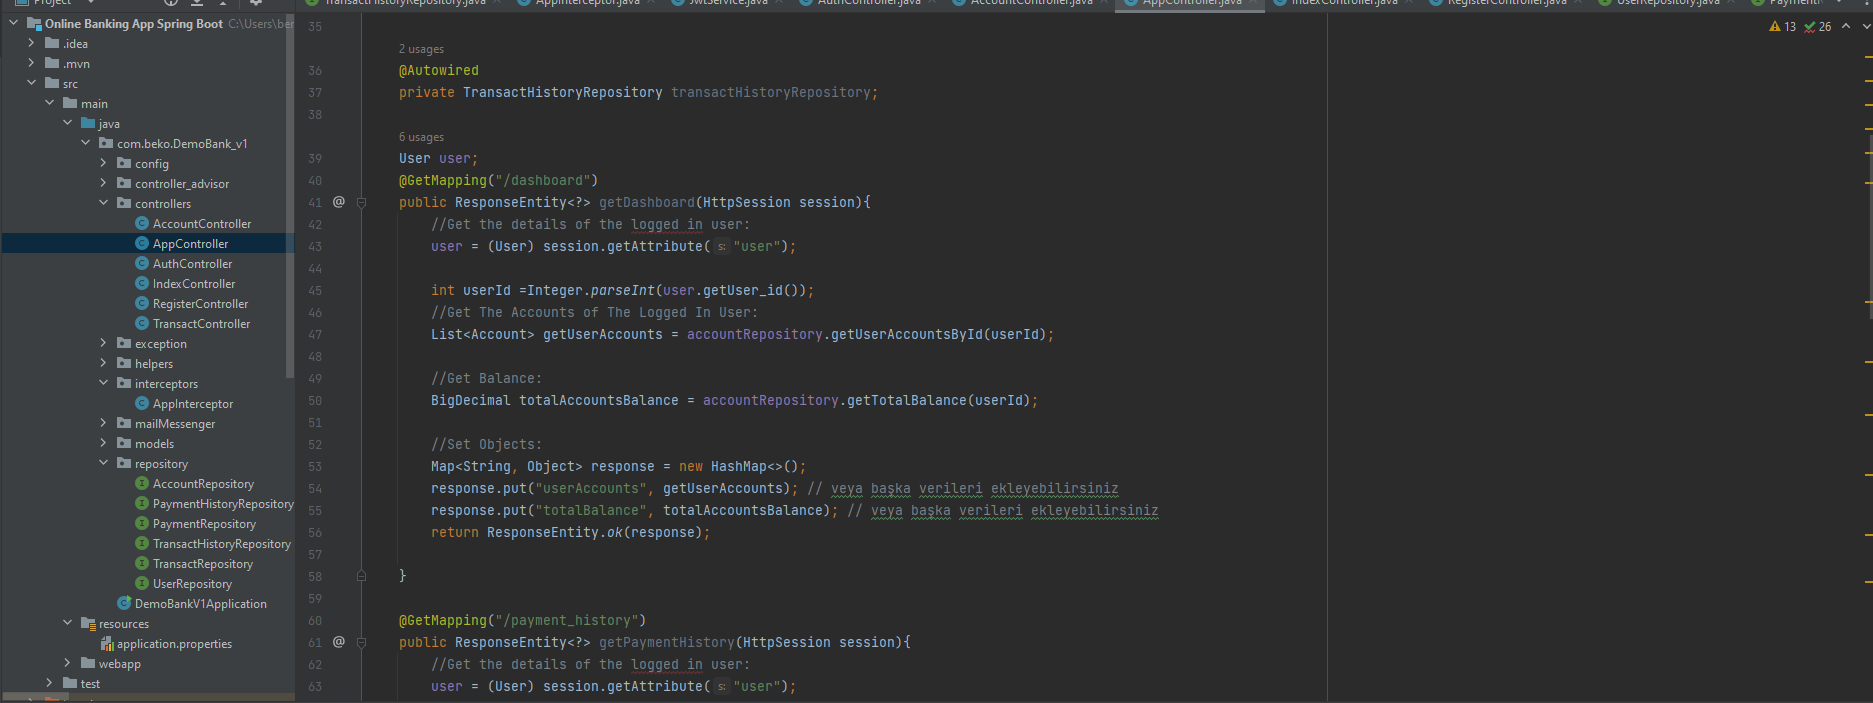 Project
TransactHistoryRepository.java
AppInterceptor.java
JwtService.java
AuthController.java
AccountController.java
AppController.java
IndexController.java
RegisterController.java
UserRepository.java
Online Banking App Spring Boot C:\Users\ber
.idea
.mvn
src
main
java
com.beko.DemoBank_v1
config
controller_advisor
controllers
AccountController
AppController
AuthController
IndexController
RegisterController
TransactController
exception
helpers
interceptors
AppInterceptor
mailMessenger
models
repository
AccountRepository
PaymentHistoryRepository
PaymentRepository
TransactHistoryRepository
TransactRepository
UserRepository
DemoBankV1Application
resources
application.properties
webapp
test
13 26
35
2 usages
36 @Autowired
37 private TransactHistoryRepository transactHistoryRepository;
38
6 usages
39 User user;
40 @GetMapping("/dashboard")
41 @ public ResponseEntity<?> getDashboard(HttpSession session){
42 //Get the details of the logged in user:
43 user = (User) session.getAttribute( s: "user");
44
45 int userId =Integer.parseInt(user.getUser_id());
46 //Get The Accounts of The Logged In User:
47 List<Account> getUserAccounts = accountRepository.getUserAccountsById(userId);
48
49 //Get Balance:
50 BigDecimal totalAccountsBalance = accountRepository.getTotalBalance(userId);
51
52 //Set Objects:
53 Map<String, Object> response = new HashMap<>();
54 response.put("userAccounts", getUserAccounts); // veya başka verileri ekleyebilirsiniz
55 response.put("totalBalance", totalAccountsBalance); // veya başka verileri ekleyebilirsiniz
56 return ResponseEntity.ok(response);
57
58 }
59
60 @GetMapping("/payment_history")
61 @ public ResponseEntity<?> getPaymentHistory(HttpSession session){
62 //Get the details of the logged in user:
63 user = (User) session.getAttribute( s: "user");